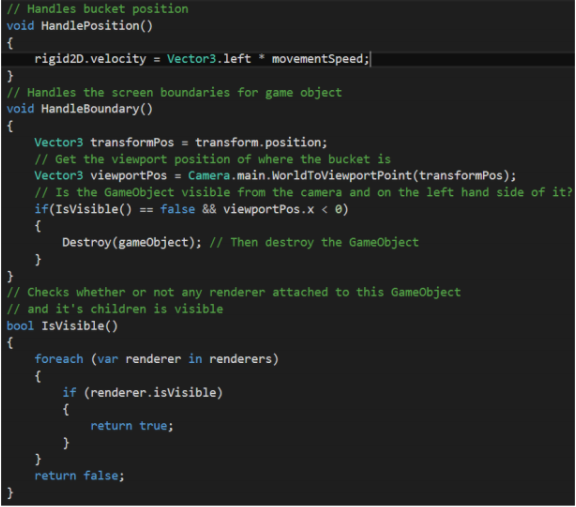 // Handles bucket position
void HandlePosition()
{
    rigid2D.velocity = Vector3.left * movementSpeed;
}
// Handles the screen boundaries for game object
void HandleBoundary()
{
    Vector3 transformPos = transform.position;
    // Get the viewport position of where the bucket is
    Vector3 viewportPos = Camera.main.WorldToViewportPoint(transformPos);
    // Is the GameObject visible from the camera and on the left hand side of it?
    if(IsVisible() == false && viewportPos.x < 0)
    {
        Destroy(gameObject); // Then destroy the GameObject
    }
}
// Checks whether or not any renderer attached to this GameObject
// and it's children is visible
bool IsVisible()
{
    foreach (var renderer in renderers)
    {
        if (renderer.isVisible)
        {
            return true;
        }
    }
    return false;
}